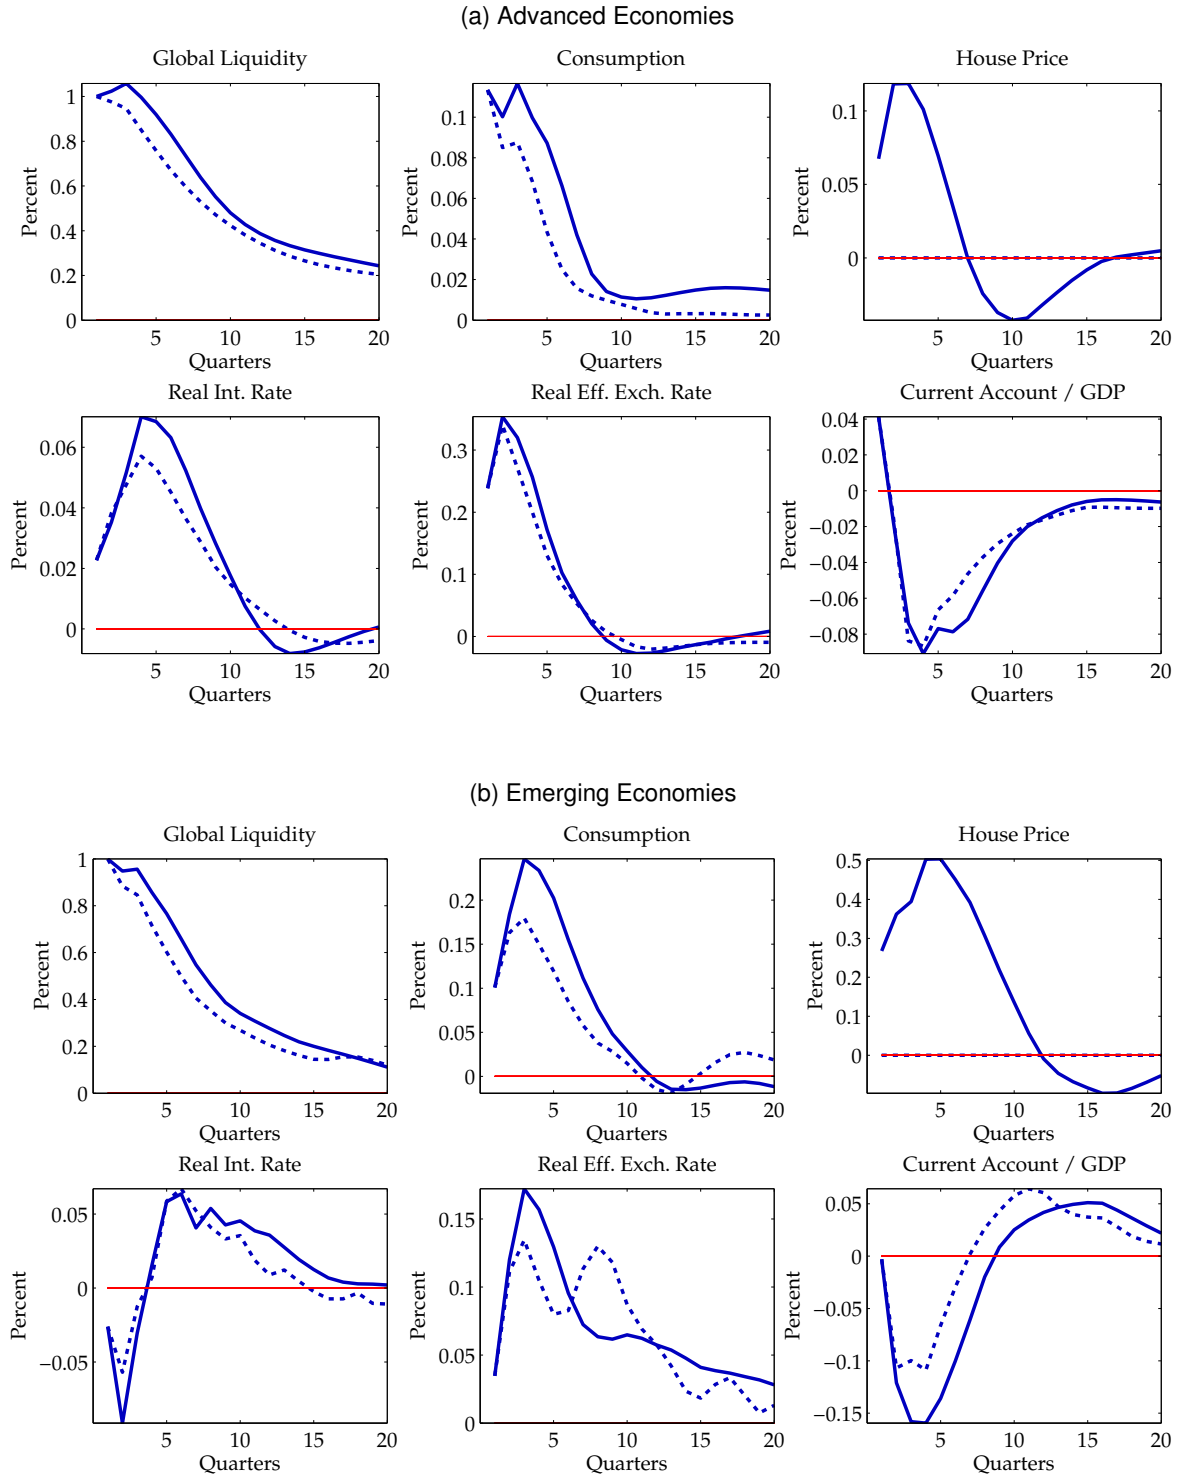 (a) Advanced Economies
Global Liquidity
Consumption
House Price
1
0.8
0.6
0.4
0.2
0
Percent
5
10
15
20
Quarters
0.1
0.08
0.06
0.04
0.02
0
Percent
5
10
15
20
Quarters
0.1
0.05
0
Percent
5
10
15
20
Quarters
Real Int. Rate
Real Eff. Exch. Rate
Current Account / GDP
0.06
0.04
0.02
0
Percent
5
10
15
20
Quarters
0.3
0.2
0.1
0
Percent
5
10
15
20
Quarters
0.04
0.02
0
−0.02
−0.04
−0.06
−0.08
Percent
5
10
15
20
Quarters
(b) Emerging Economies
Global Liquidity
Consumption
House Price
1
0.8
0.6
0.4
0.2
0
Percent
5
10
15
20
Quarters
0.2
0.15
0.1
0.05
0
Percent
5
10
15
20
Quarters
0.5
0.4
0.3
0.2
0.1
0
Percent
5
10
15
20
Quarters
Real Int. Rate
Real Eff. Exch. Rate
Current Account / GDP
0.05
0
−0.05
Percent
5
10
15
20
Quarters
0.15
0.1
0.05
0
Percent
5
10
15
20
Quarters
0.05
0
−0.05
−0.1
−0.15
Percent
5
10
15
20
Quarters